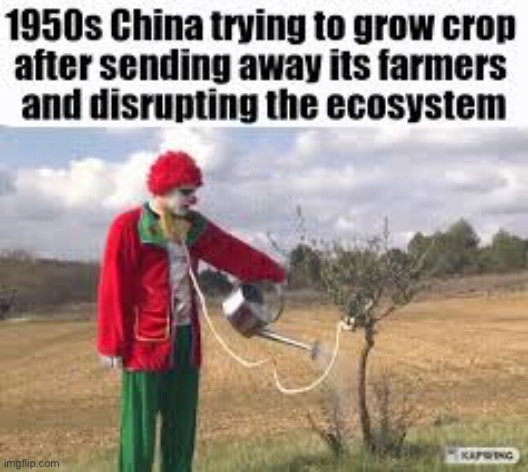 1950s China trying to grow crop
after sending away its farmers
and disrupting the ecosystem
KAPWING
imgflip.com